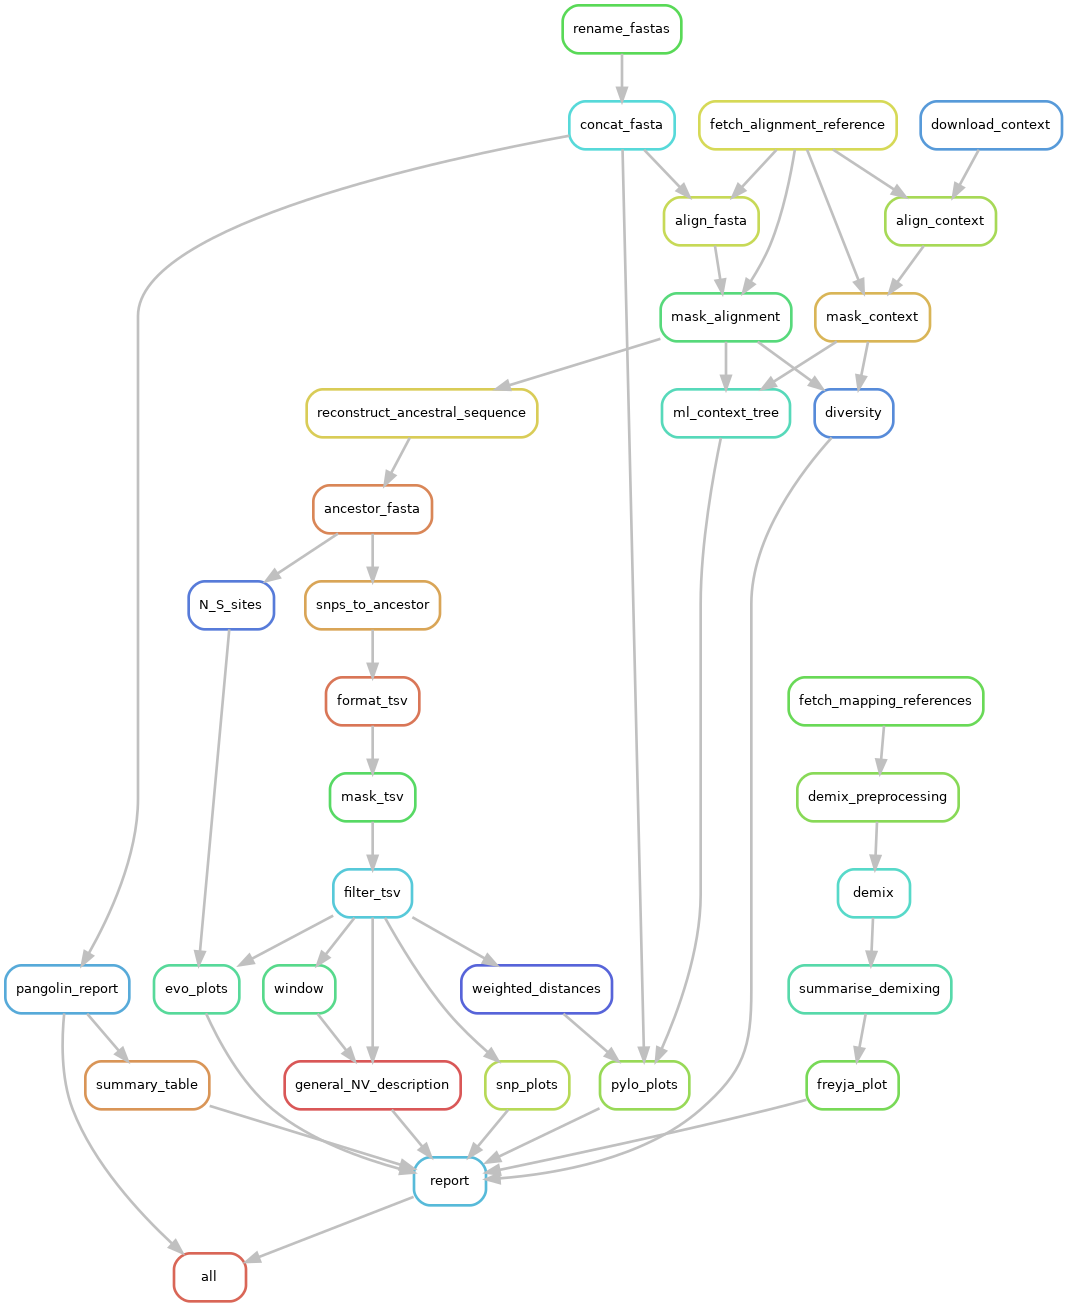 rename_fastas
concat_fasta
fetch_alignment_reference
download_context
align_fasta
align_context
mask_alignment
mask_context
reconstruct_ancestral_sequence
ml_context_tree
diversity
ancestor_fasta
N_S_sites
snps_to_ancestor
format_tsv
fetch_mapping_references
mask_tsv
demix_preprocessing
filter_tsv
demix
pangolin_report
evo_plots
window
weighted_distances
summarise_demixing
summary_table
general_NV_description
snp_plots
pylo_plots
freyja_plot
report
all